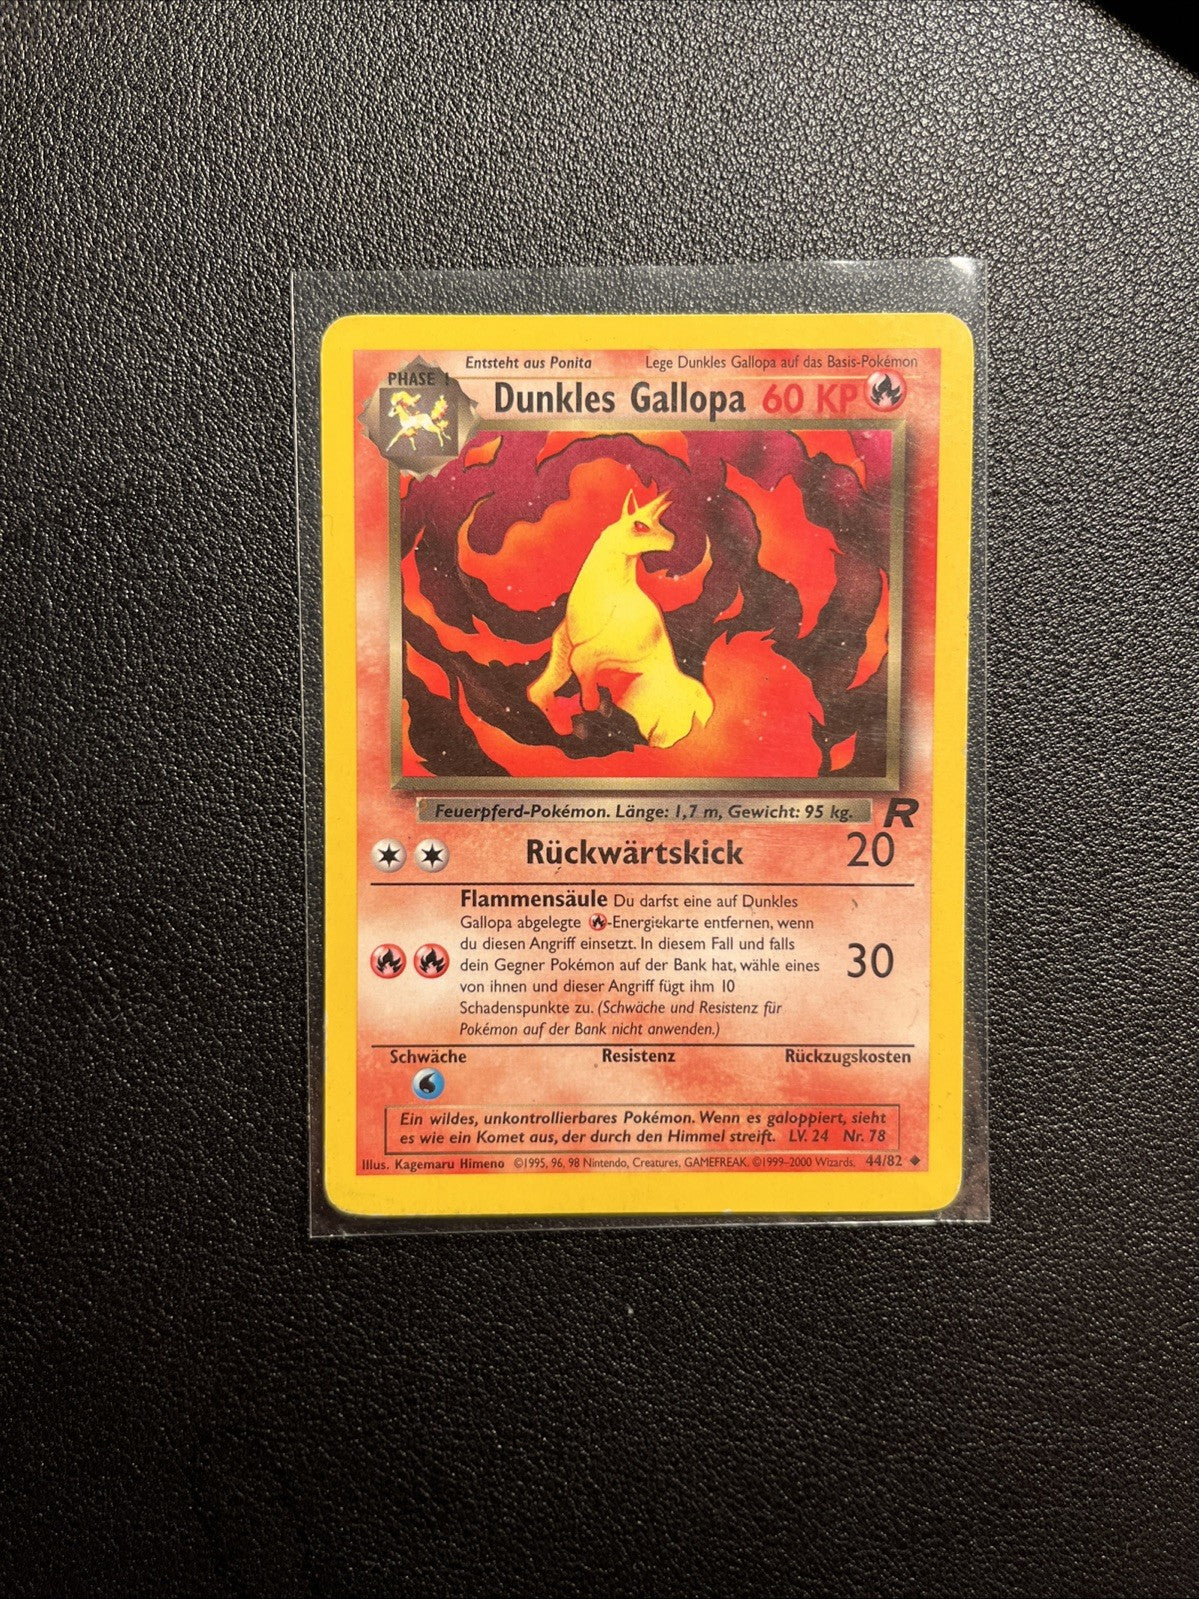 Entsteht aus Ponita
Lege Dunkles Gallopa auf das Basis-Pokémon
PHASE 1
Dunkles Gallopa 60 KP
Feuerpferd-Pokémon. Länge: 1,7 m, Gewicht: 95 kg.
R
Rückwärtskick 20
Flammensäule Du darfst eine auf Dunkles
Gallopa abgelegte -Energiekarte entfernen, wenn
du diesen Angriff einsetzt. In diesem Fall und falls
dein Gegner Pokémon auf der Bank hat, wähle eines
von ihnen und dieser Angriff fügt ihm 10
Schadenspunkte zu. (Schwäche und Resistenz für
Pokémon auf der Bank nicht anwenden.)
30
Schwäche Resistenz Rückzugskosten
Ein wildes, unkontrollierbares Pokémon. Wenn es galoppiert, sieht
es wie ein Komet aus, der durch den Himmel streift. LV. 24 Nr. 78
Illus. Kagemaru Himeno ©1995, 96, 98 Nintendo, Creatures, GAMEFREAK. ©1999-2000 Wizards. 44/82